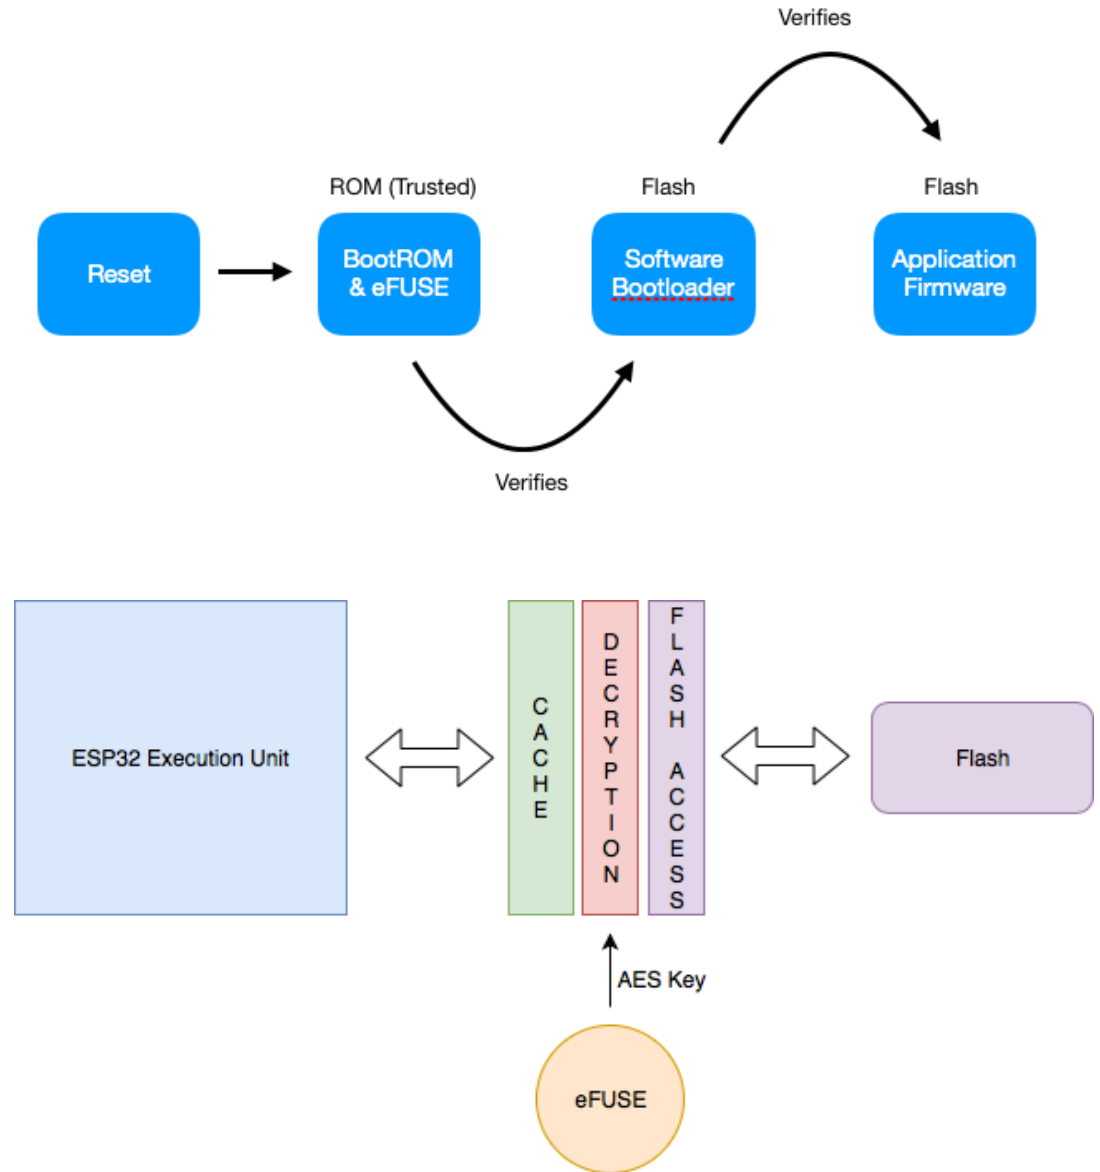 Verifies
ROM (Trusted)
Flash
Flash
Reset
BootROM
& eFUSE
Software
Bootloader
Application
Firmware
Verifies
ESP32 Execution Unit
CACHE
DECRYPTION
FLASH ACCESS
Flash
AES Key
eFUSE